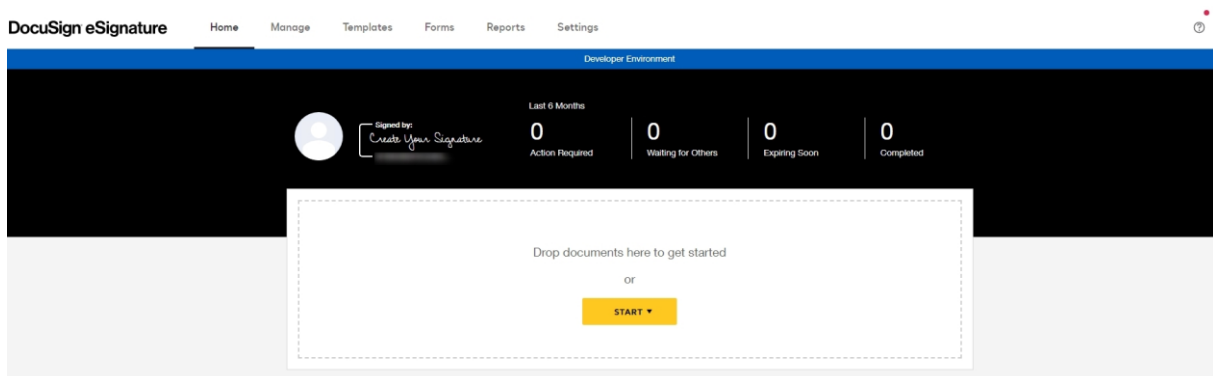 DocuSign eSignature Home Manage Templates Forms Reports Settings
Developer Environment
Last 6 Months
Signed by:
Create Your Signature
0 0 0 0
Action Required Waiting for Others Expiring Soon Completed
Drop documents here to get started
or
START